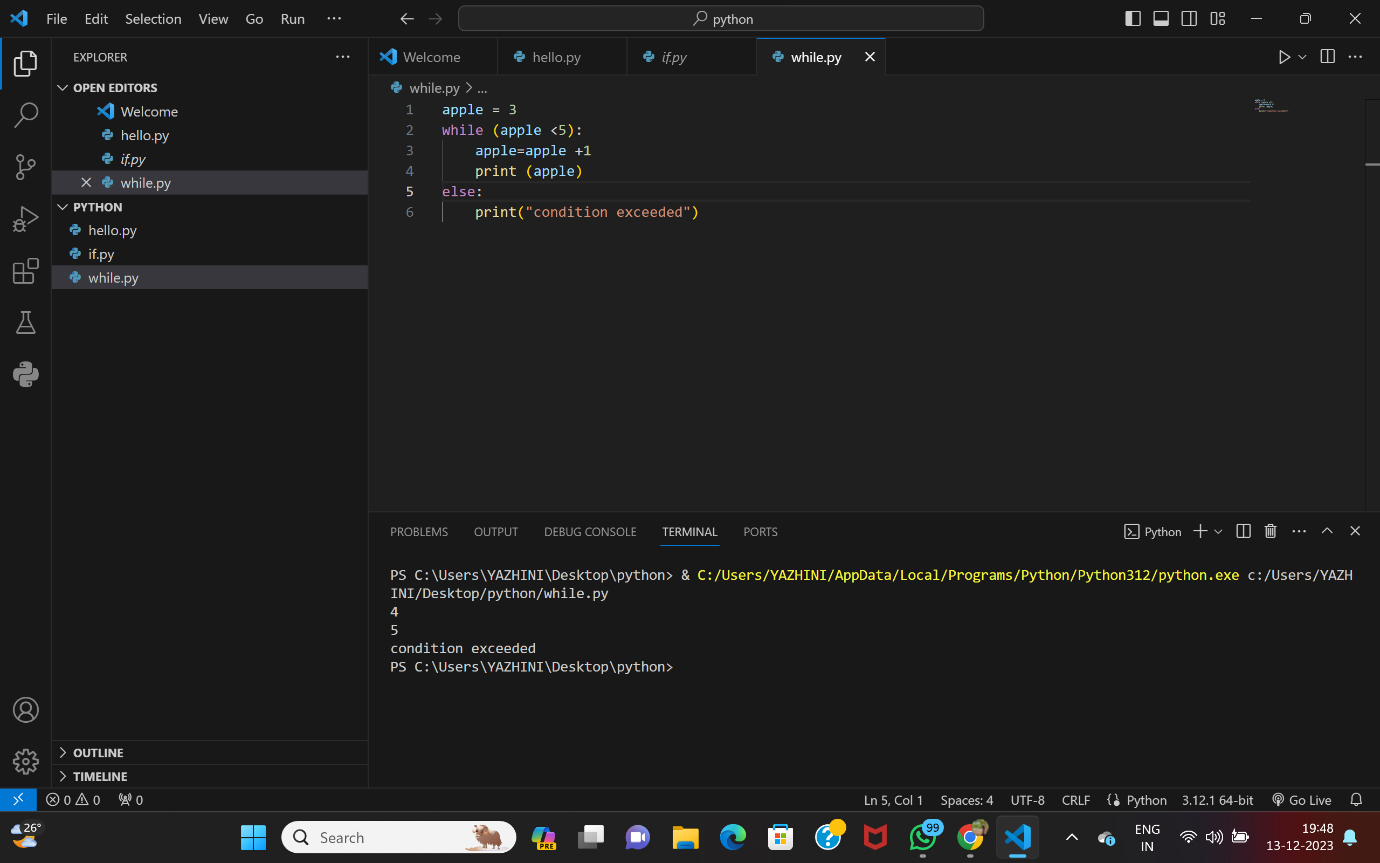 File Edit Selection View Go Run ··· python
EXPLORER ···
OPEN EDITORS
Welcome
hello.py
if.py
while.py
PYTHON
hello.py
if.py
while.py
OUTLINE
TIMELINE
Welcome hello.py if.py while.py
while.py > ...
1 apple = 3
2 while (apple <5):
3 apple=apple +1
4 print (apple)
5 else:
6 print("condition exceeded")
PROBLEMS OUTPUT DEBUG CONSOLE TERMINAL PORTS Python
PS C:\Users\YAZHINI\Desktop\python> & C:/Users/YAZHINI/AppData/Local/Programs/Python/Python312/python.exe c:/Users/YAZH
INI/Desktop/python/while.py
4
5
condition exceeded
PS C:\Users\YAZHINI\Desktop\python>
0 0 0 Ln 5, Col 1 Spaces: 4 UTF-8 CRLF {} Python 3.12.1 64-bit Go Live
26° Search PRE 99 ENG 19:48
IN 13-12-2023